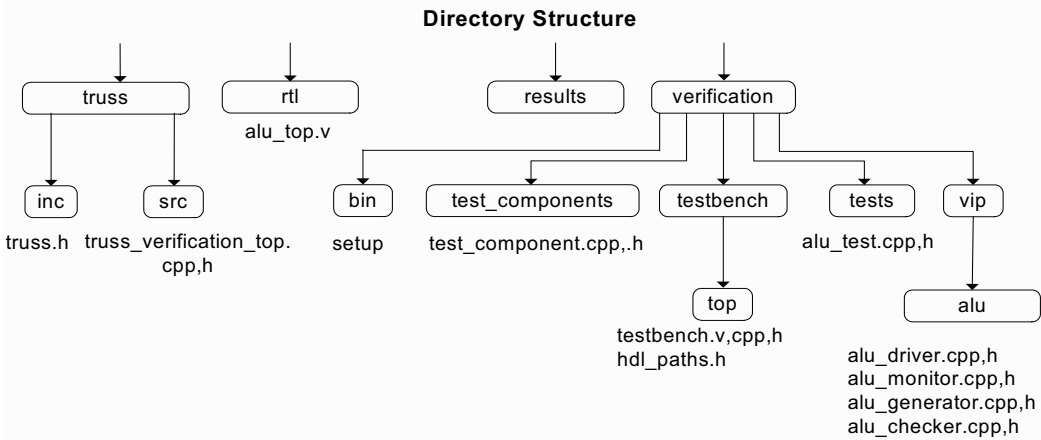 Directory Structure
truss
rtl
results
verification
alu_top.v
inc
src
bin
test_components
testbench
tests
vip
truss.h
truss_verification_top.
cpp,h
setup
test_component.cpp,.h
alu_test.cpp,h
top
alu
testbench.v,cpp,h
hdl_paths.h
alu_driver.cpp,h
alu_monitor.cpp,h
alu_generator.cpp,h
alu_checker.cpp,h